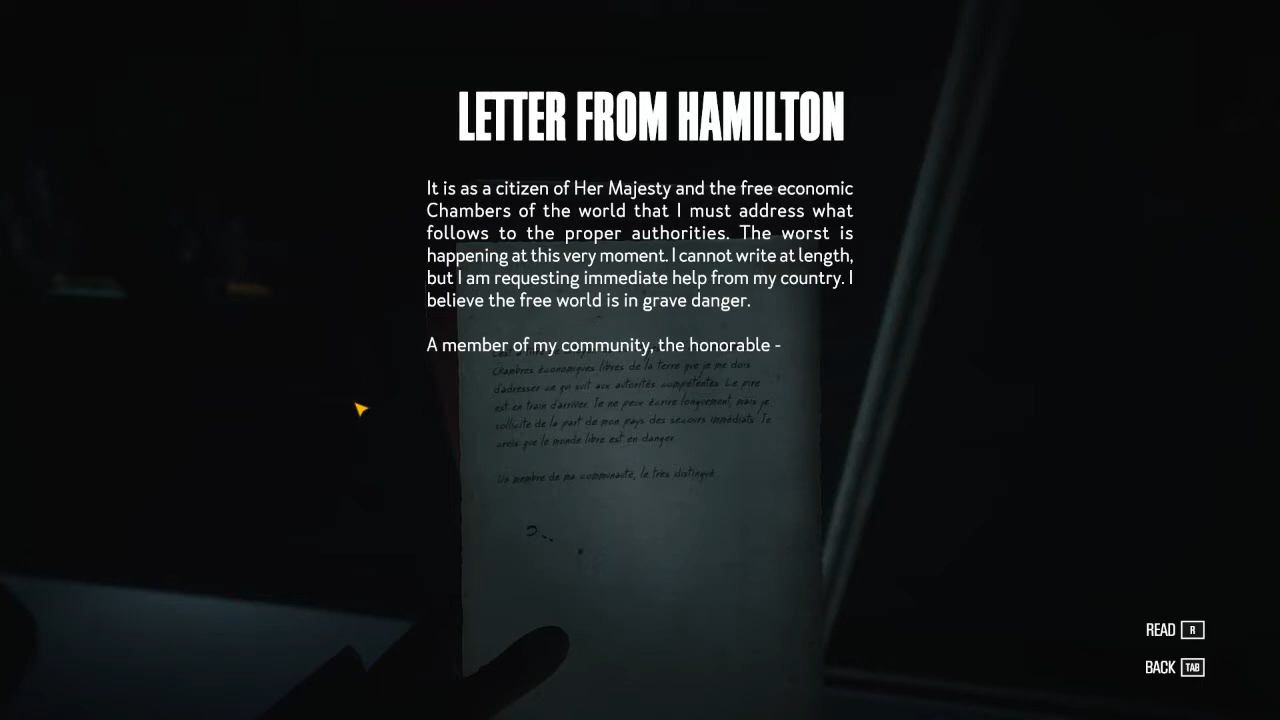 LETTER FROM HAMILTON
It is as a citizen of Her Majesty and the free economic
Chambers of the world that I must address what
follows to the proper authorities. The worst is
happening at this very moment. I cannot write at length,
but I am requesting immediate help from my country. I
believe the free world is in grave danger.
A member of my community, the honorable -
Chambres économiques libres de la terre que je me dois
d'adresser ce qui suit aux autorités compétentes. Le pire
est en train d'arriver. Je ne peux écrire longuement, mais je
sollicite de la part de mon pays des secours immédiats. Je
crois que le monde libre est en danger.
Un membre de ma communauté, le très distingué
READ R
BACK TAB